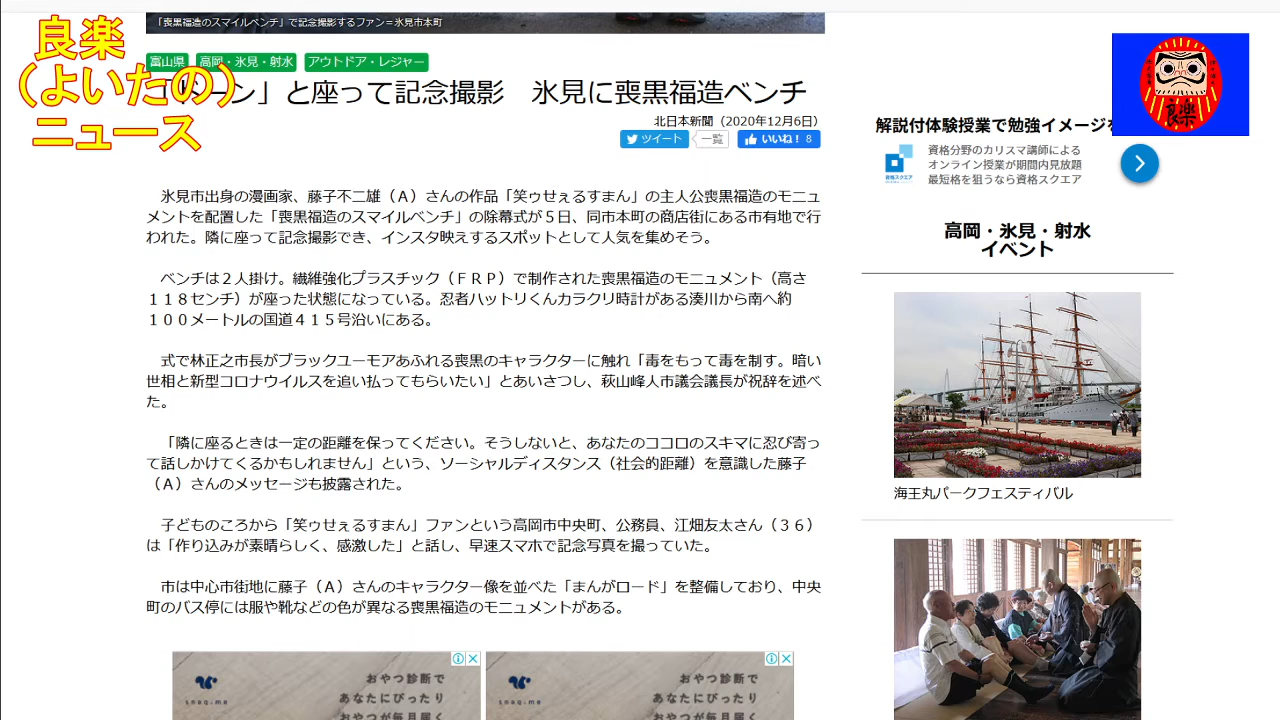 「喪黒福造のスマイルベンチ」で記念撮影するファン＝氷見市本町
良楽
（よいたの）
ニュース
富山県 高岡・氷見・射水 アウトドア・レジャー
ーン」と座って記念撮影　氷見に喪黒福造ベンチ
北日本新聞（2020年12月6日）
ツイート 一覧 いいね！ 8
　氷見市出身の漫画家、藤子不二雄（Ａ）さんの作品「笑ゥせぇるすまん」の主人公喪黒福造のモニュ
メントを配置した「喪黒福造のスマイルベンチ」の除幕式が５日、同市本町の商店街にある市有地で行
われた。隣に座って記念撮影でき、インスタ映えするスポットとして人気を集めそう。
　ベンチは２人掛け。繊維強化プラスチック（ＦＲＰ）で制作された喪黒福造のモニュメント（高さ
１１８センチ）が座った状態になっている。忍者ハットリくんカラクリ時計がある湊川から南へ約
１００メートルの国道４１５号沿いにある。
　式で林正之市長がブラックユーモアあふれる喪黒のキャラクターに触れ「毒をもって毒を制す。暗い
世相と新型コロナウイルスを追い払ってもらいたい」とあいさつし、萩山峰人市議会議長が祝辞を述べ
た。
　「隣に座るときは一定の距離を保ってください。そうしないと、あなたのココロのスキマに忍び寄っ
て話しかけてくるかもしれません」という、ソーシャルディスタンス（社会的距離）を意識した藤子
（Ａ）さんのメッセージも披露された。
　子どものころから「笑ゥせぇるすまん」ファンという高岡市中央町、公務員、江畑友太さん（３６）
は「作り込みが素晴らしく、感激した」と話し、早速スマホで記念写真を撮っていた。
　市は中心市街地に藤子（Ａ）さんのキャラクター像を並べた「まんがロード」を整備しており、中央
町のバス停には服や靴などの色が異なる喪黒福造のモニュメントがある。
snaq.me
おやつ診断で
あなたにぴったり
おやつが毎月届く
snaq.me
おやつ診断で
あなたにぴったり
おやつが毎月届く
良楽
解説付体験授業で勉強イメージを
資格スクエア
資格分野のカリスマ講師による
オンライン授業が期間内見放題
最短格を狙うなら資格スクエア
高岡・氷見・射水
イベント
海王丸パークフェスティバル